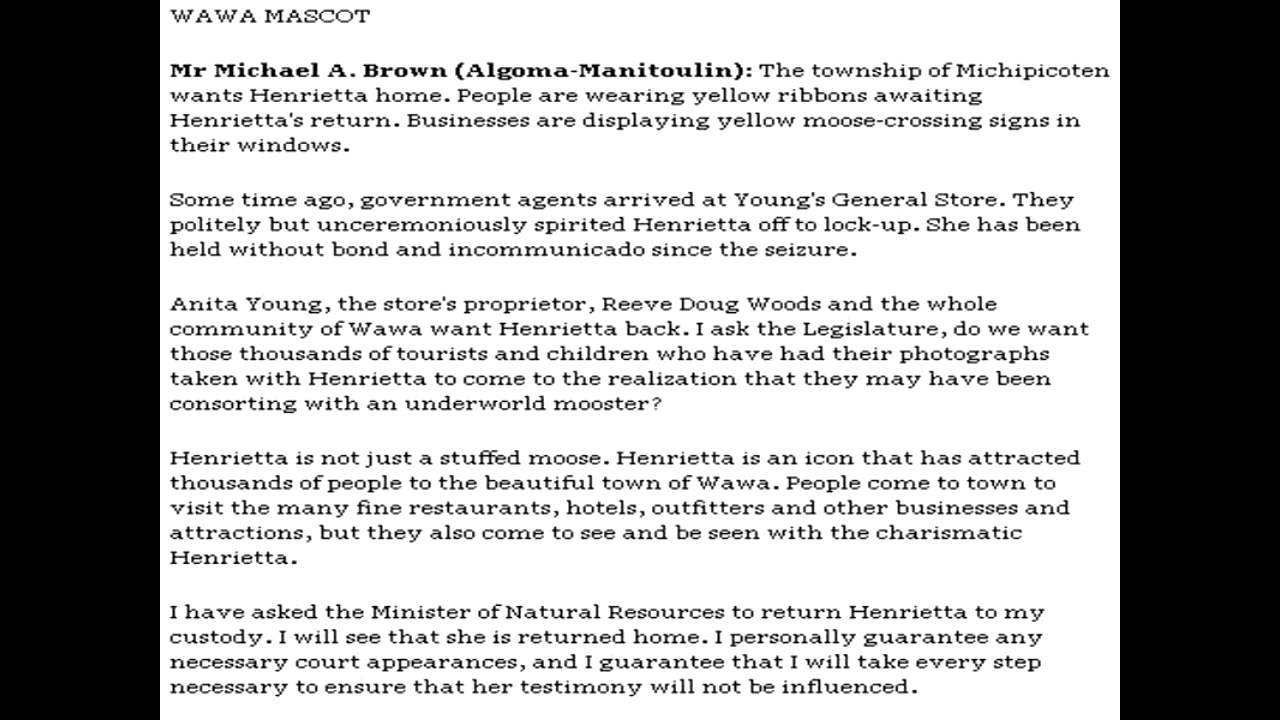 WAWA MASCOT
Mr Michael A. Brown (Algoma-Manitoulin): The township of Michipicoten
wants Henrietta home. People are wearing yellow ribbons awaiting
Henrietta's return. Businesses are displaying yellow moose-crossing signs in
their windows.
Some time ago, government agents arrived at Young's General Store. They
politely but unceremoniously spirited Henrietta off to lock-up. She has been
held without bond and incommunicado since the seizure.
Anita Young, the store's proprietor, Reeve Doug Woods and the whole
community of Wawa want Henrietta back. I ask the Legislature, do we want
those thousands of tourists and children who have had their photographs
taken with Henrietta to come to the realization that they may have been
consorting with an underworld mooster?
Henrietta is not just a stuffed moose. Henrietta is an icon that has attracted
thousands of people to the beautiful town of Wawa. People come to town to
visit the many fine restaurants, hotels, outfitters and other businesses and
attractions, but they also come to see and be seen with the charismatic
Henrietta.
I have asked the Minister of Natural Resources to return Henrietta to my
custody. I will see that she is returned home. I personally guarantee any
necessary court appearances, and I guarantee that I will take every step
necessary to ensure that her testimony will not be influenced.